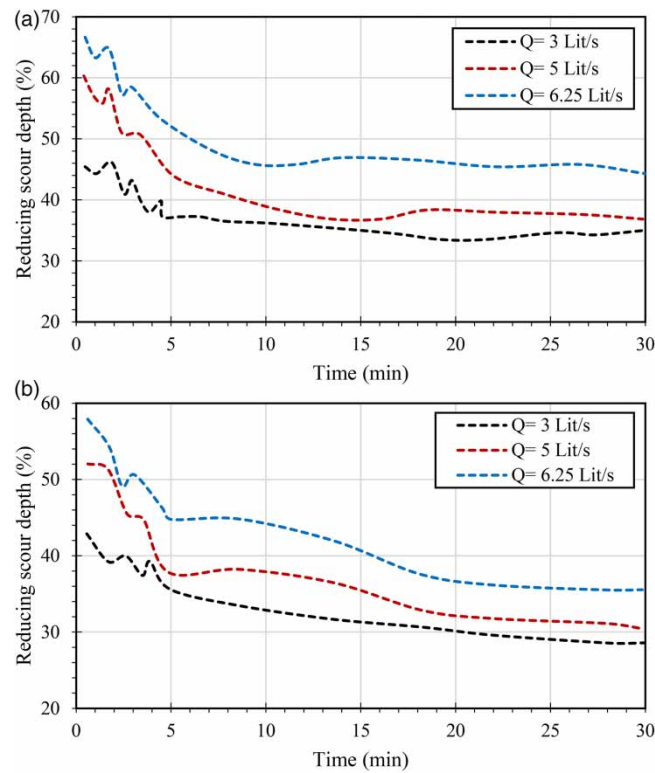 (a)
70
60
50
40
30
20
Reducing scour depth (%)
Q= 3 Lit/s
Q= 5 Lit/s
Q= 6.25 Lit/s
0 5 10 15 20 25 30
Time (min)
(b)
60
50
40
30
20
Reducing scour depth (%)
Q= 3 Lit/s
Q= 5 Lit/s
Q= 6.25 Lit/s
0 5 10 15 20 25 30
Time (min)